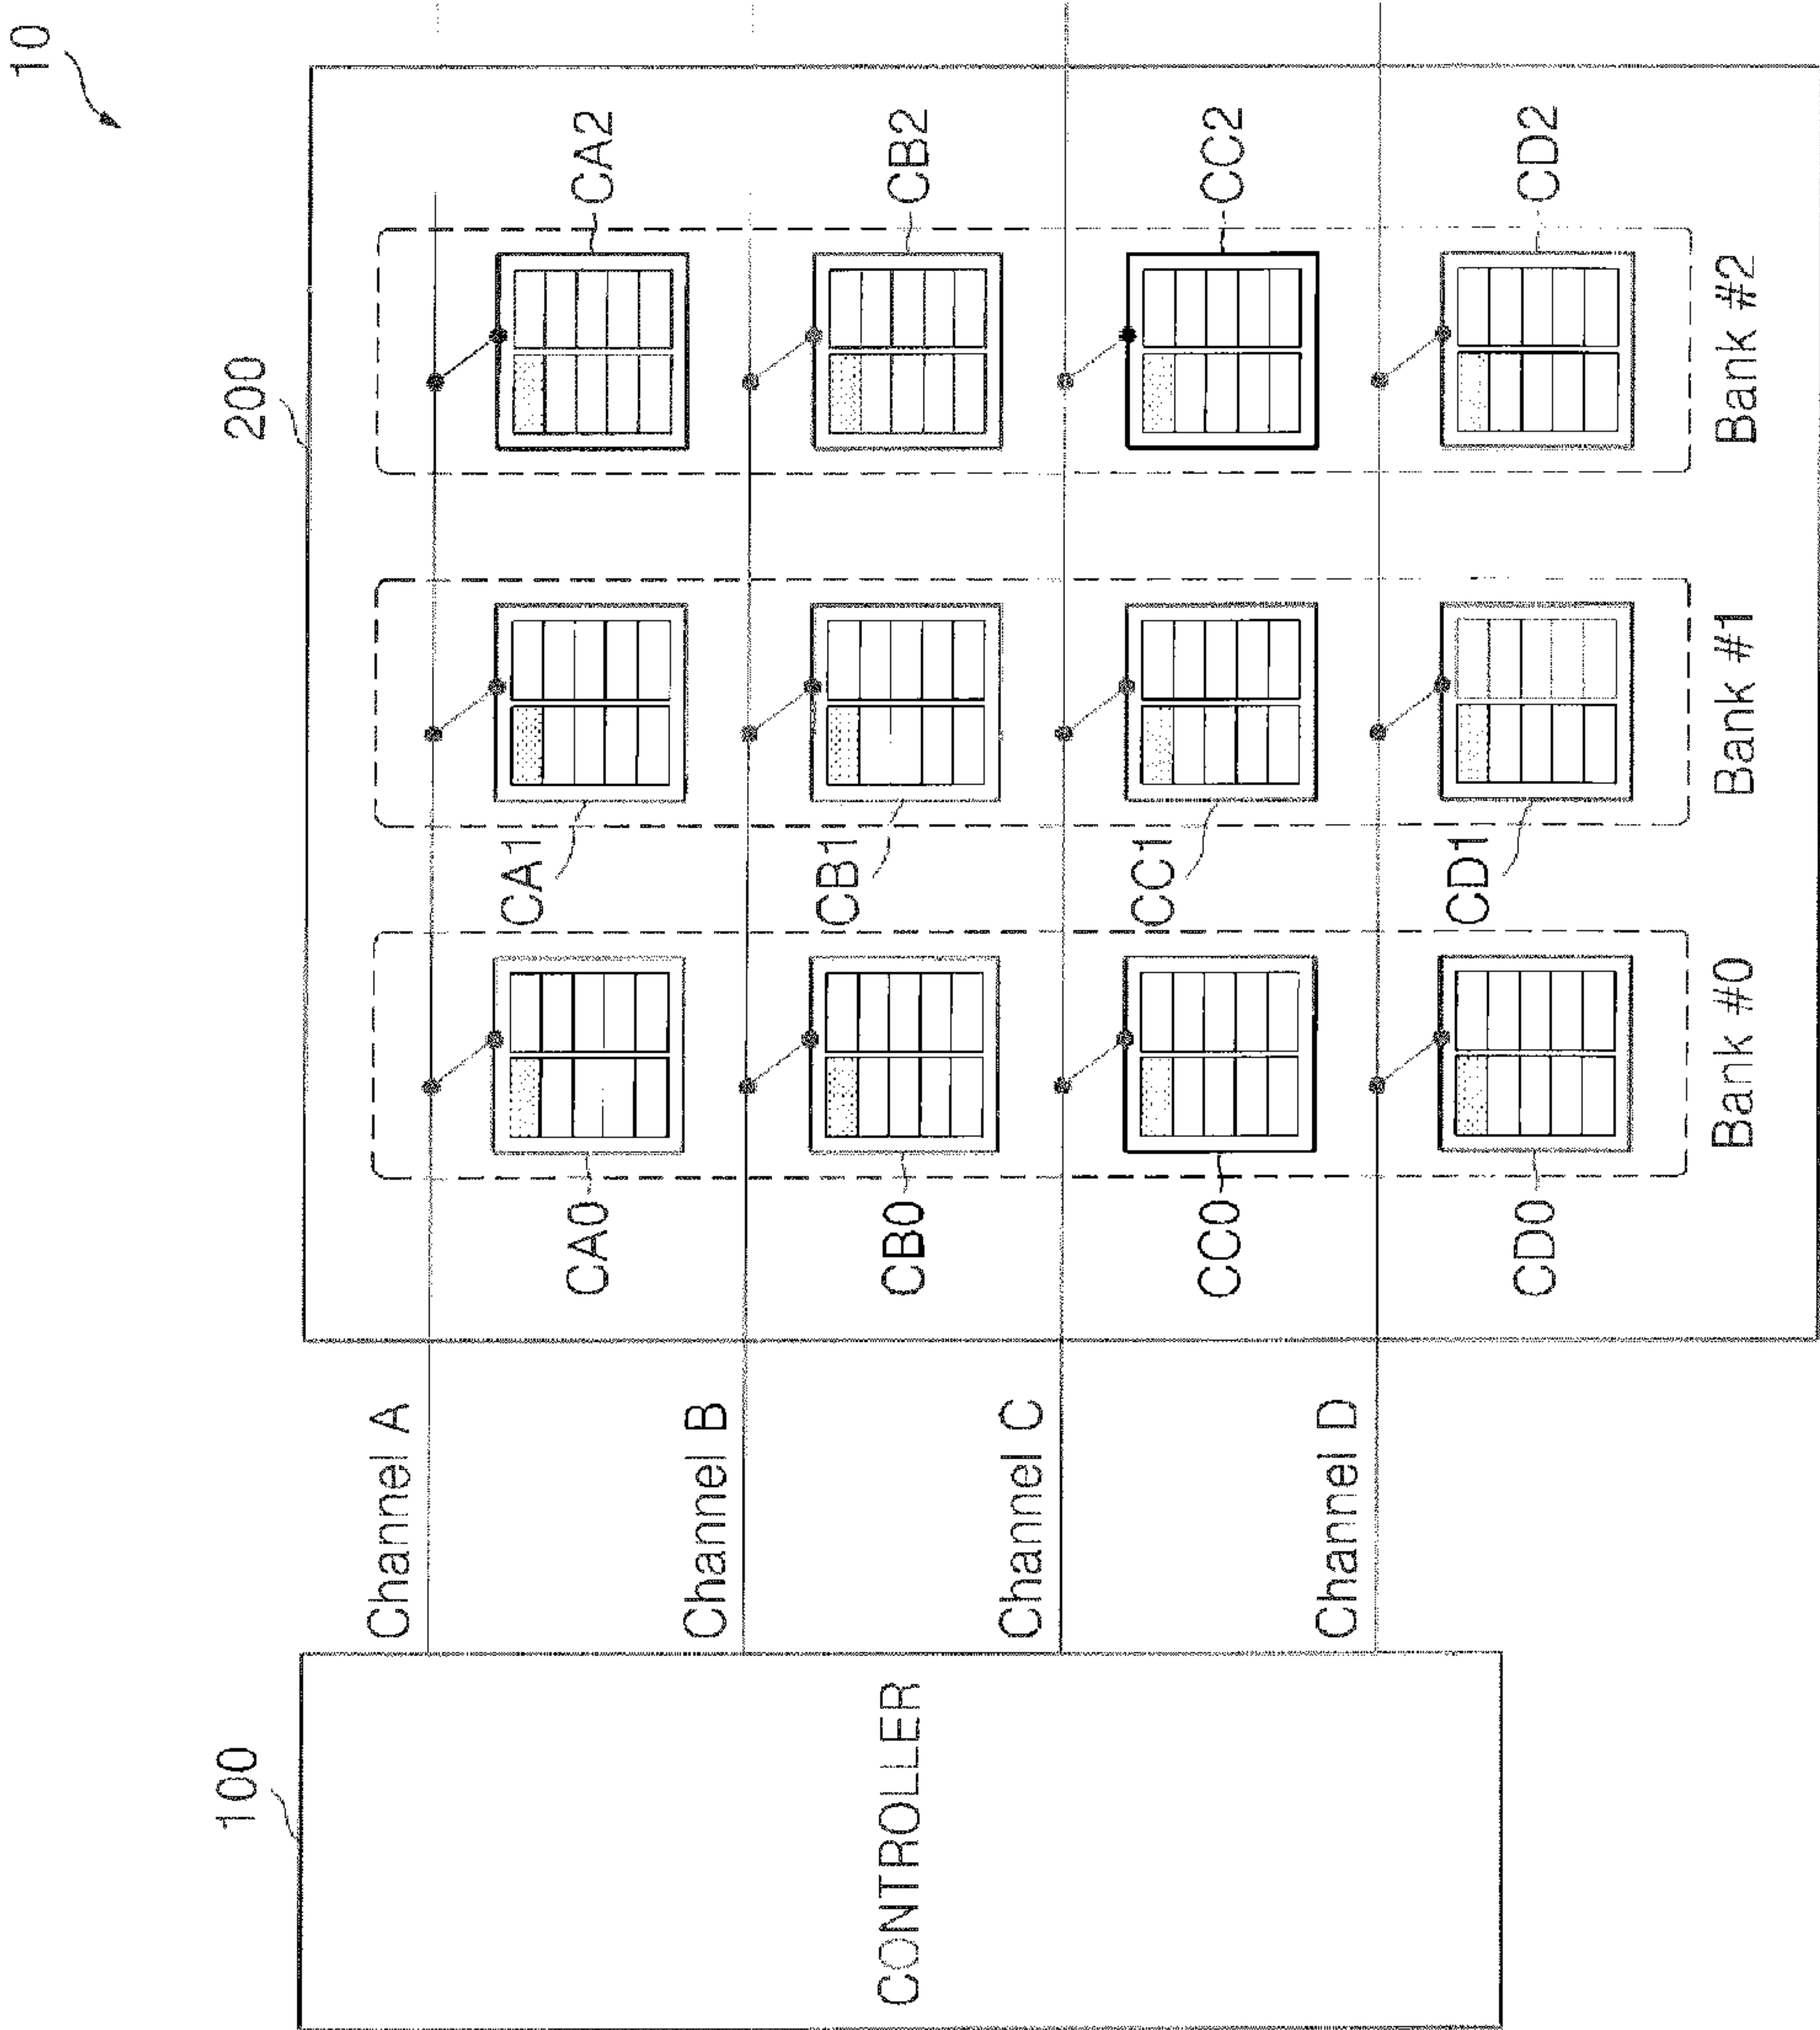 10
100
200
CONTROLLER
Channel A
CA0
CA1
CA2
Channel B
CB0
CB1
CB2
Channel C
CC0
CC1
CC2
Channel D
CD0
CD1
CD2
Bank #0
Bank #1
Bank #2